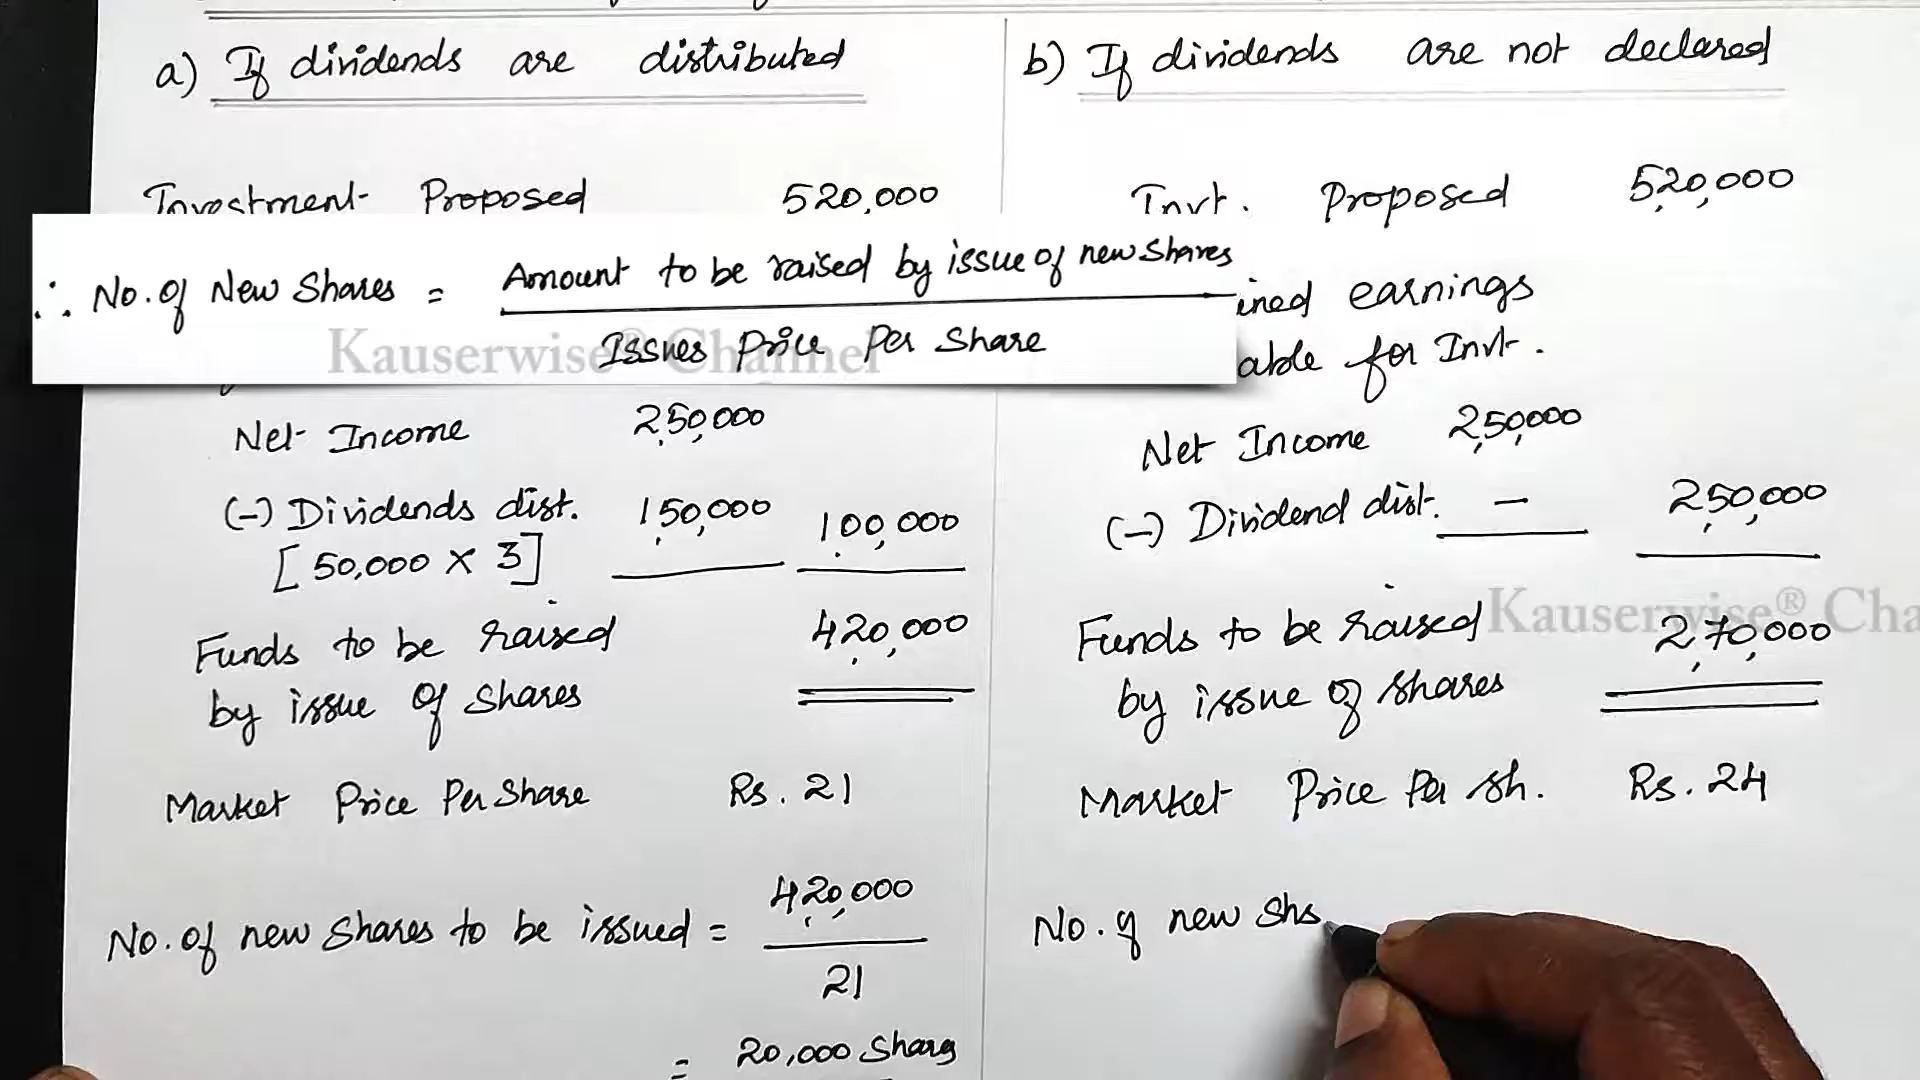 a) If dividends are distributed
Investment Proposed 520,000
∴ No. of New Shares = Amount to be raised by issue of new shares
Issues Price Per Share
Kauserwise® Channel
Net Income 2,50,000
(-) Dividends dist. 150,000 100,000
[50,000 × 3]
Funds to be raised 420,000
by issue of shares
Market Price Per Share Rs. 21
No. of new shares to be issued = 420,000
21
= 20,000 Shares
b) If dividends are not declared
Invt. Proposed 5,20,000
ined earnings
able for Invt.
Net Income 2,50,000
(-) Dividend dist. — 2,50,000
Kauserwise® Cha
Funds to be raised 2,70,000
by issue of shares
Market Price Per sh. Rs. 24
No. of new shs